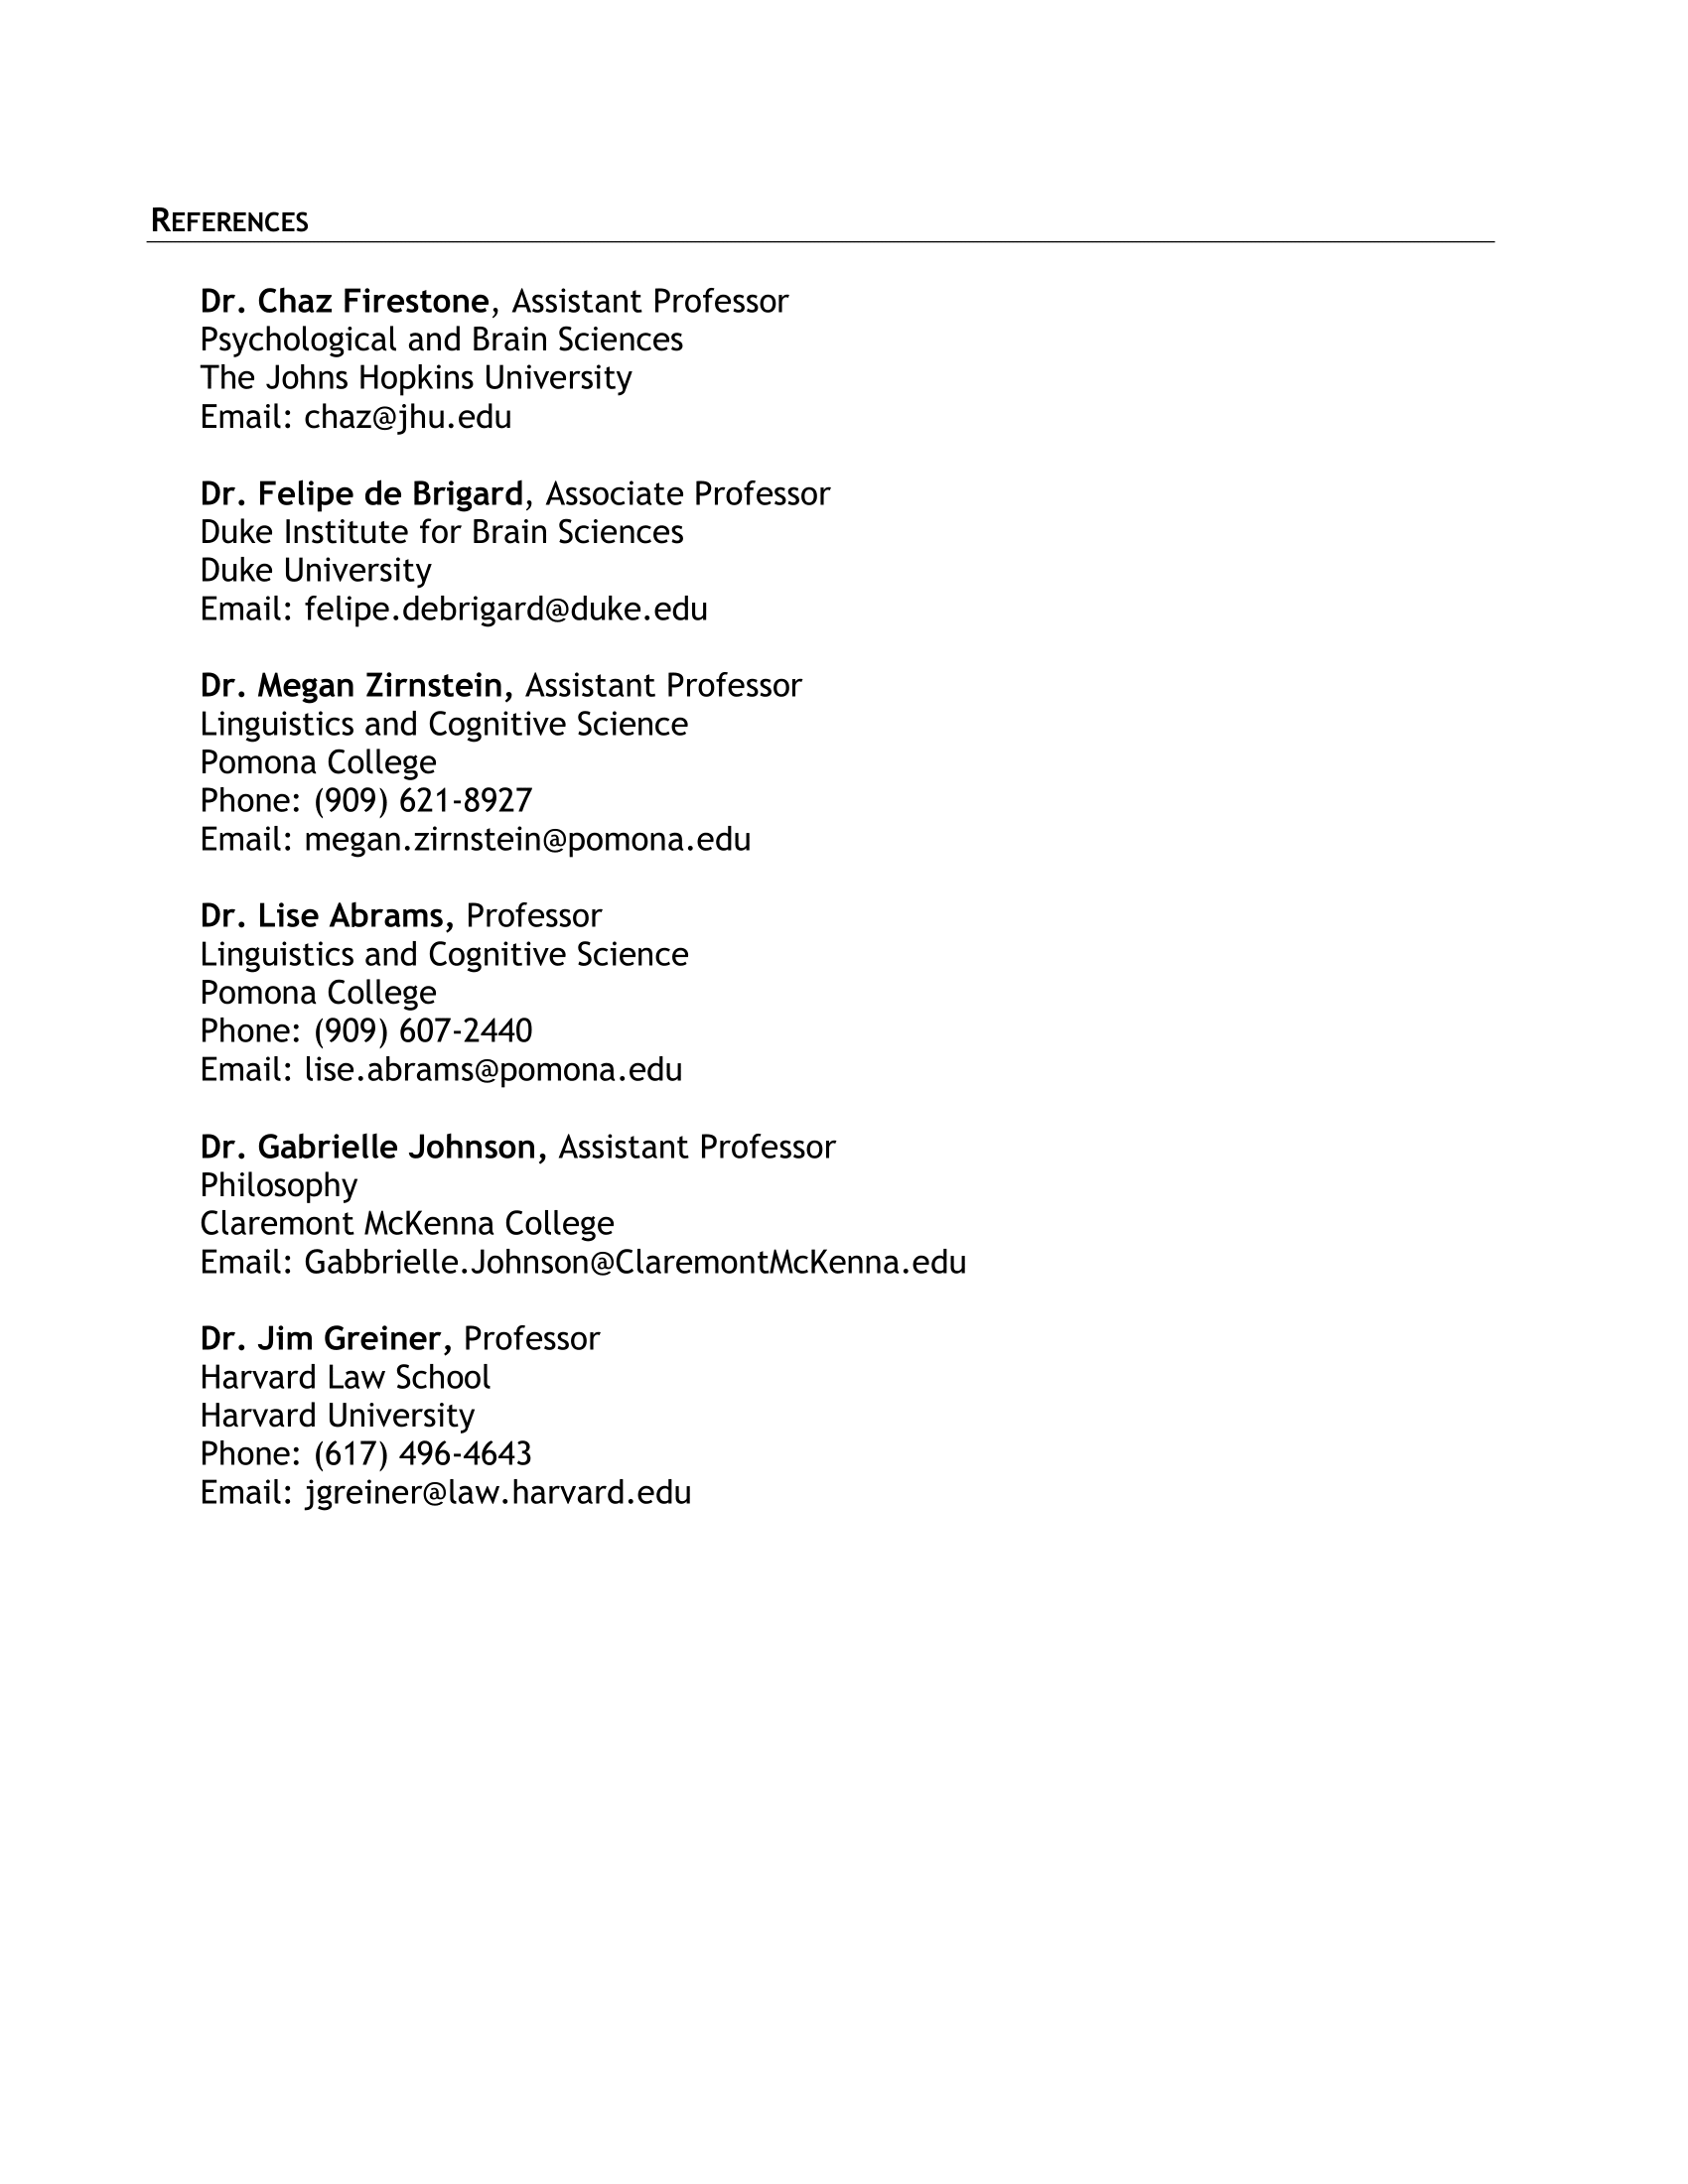 REFERENCES
Dr. Chaz Firestone, Assistant Professor
Psychological and Brain Sciences
The Johns Hopkins University
Email: chaz@jhu.edu
Dr. Felipe de Brigard, Associate Professor
Duke Institute for Brain Sciences
Duke University
Email: felipe.debrigard@duke.edu
Dr. Megan Zirnstein, Assistant Professor
Linguistics and Cognitive Science
Pomona College
Phone: (909) 621-8927
Email: megan.zirnstein@pomona.edu
Dr. Lise Abrams, Professor
Linguistics and Cognitive Science
Pomona College
Phone: (909) 607-2440
Email: lise.abrams@pomona.edu
Dr. Gabrielle Johnson, Assistant Professor
Philosophy
Claremont McKenna College
Email: Gabbrielle.Johnson@ClaremontMcKenna.edu
Dr. Jim Greiner, Professor
Harvard Law School
Harvard University
Phone: (617) 496-4643
Email: jgreiner@law.harvard.edu